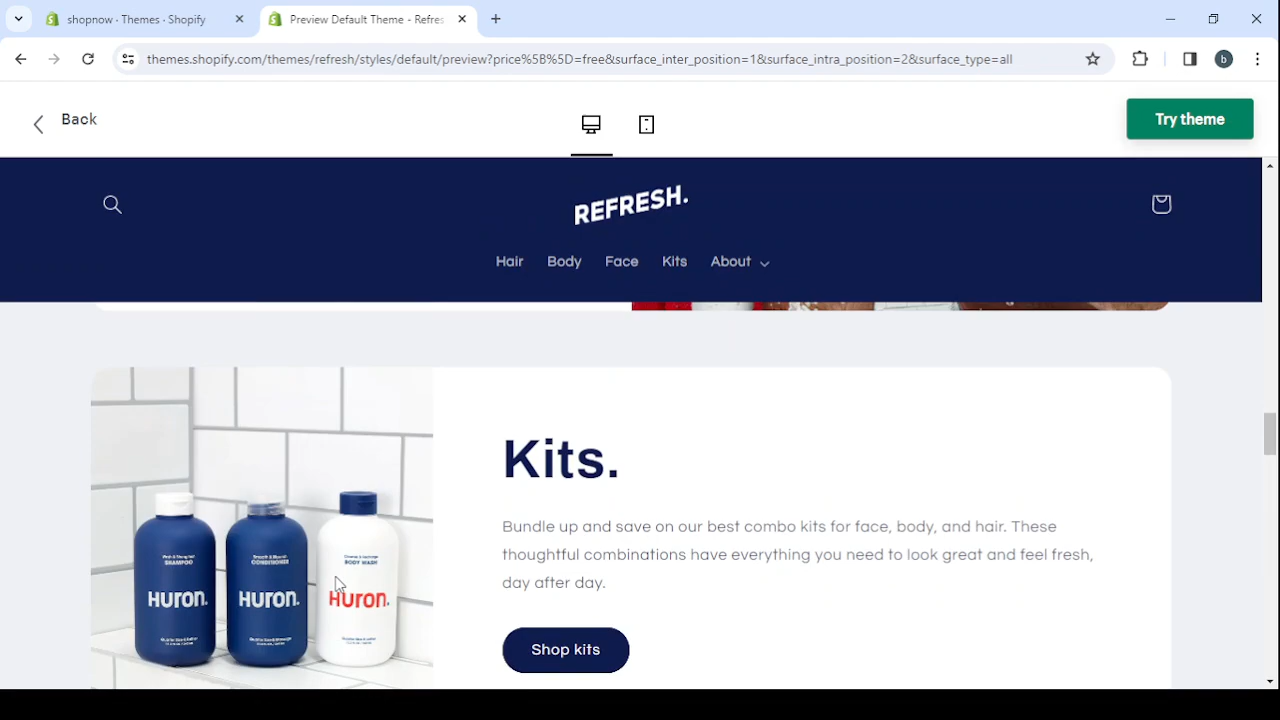 shopnow · Themes · Shopify
Preview Default Theme - Refres
themes.shopify.com/themes/refresh/styles/default/preview?price%5B%5D=free&surface_inter_position=1&surface_intra_position=2&surface_type=all
b
Back
Try theme
REFRESH.
Hair Body Face Kits About
Kits.
Bundle up and save on our best combo kits for face, body, and hair. These
thoughtful combinations have everything you need to look great and feel fresh,
day after day.
Shop kits
SHAMPOO
CONDITIONER
BODY WASH
Huron. Huron. Huron.